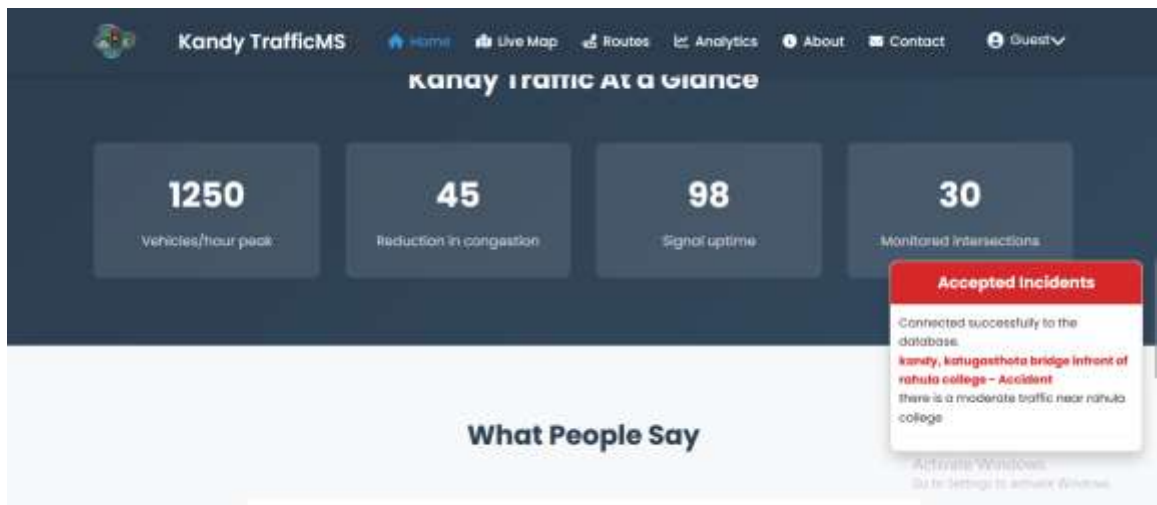 Kandy TrafficMS Home Live Map Routes Analytics About Contact Guest
Kandy Traffic At a Glance
1250 45 98 30
Vehicles/hour peak Reduction in congestion Signal uptime Monitored intersections
Accepted Incidents
Connected successfully to the
database.
kandy, katugasthota bridge infront of
rahula college - Accident
there is a moderate traffic near rahula
college
What People Say
Activate Windows
Go to Settings to activate Windows.